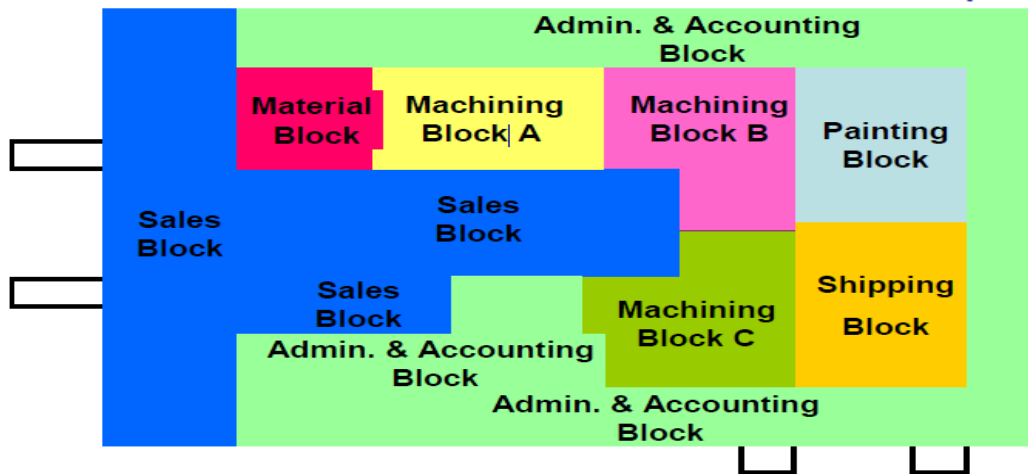 Admin. & Accounting
Block
Material
Block
Machining
Block A
Machining
Block B
Painting
Block
Sales
Block
Sales
Block
Sales
Block
Machining
Block C
Shipping
Block
Admin. & Accounting
Block
Admin. & Accounting
Block